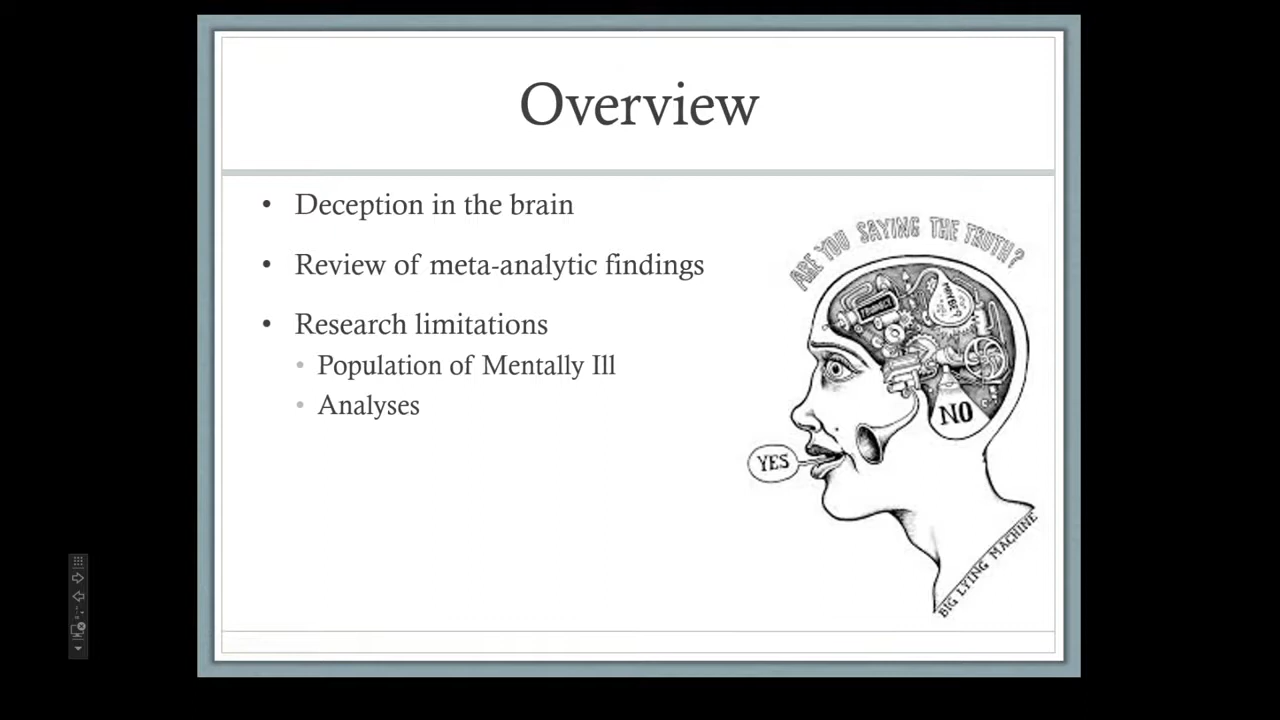 Overview
• Deception in the brain
• Review of meta-analytic findings
• Research limitations
• Population of Mentally Ill
• Analyses
ARE YOU SAYING THE TRUTH?
MAYBE?
NO
YES
BIG LYING MACHINE